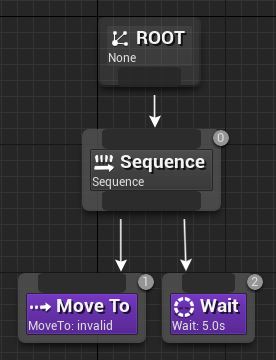 ROOT
None
0
Sequence
Sequence
1
Move To
MoveTo: invalid
2
Wait
Wait: 5.0s